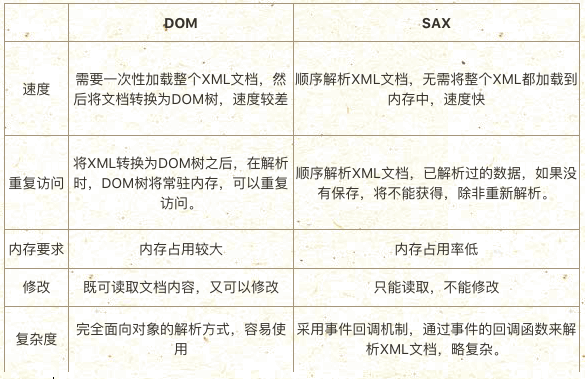 DOM
SAX
速度
需要一次性加载整个XML文档，然
后将文档转换为DOM树，速度较差
顺序解析XML文档，无需将整个XML都加载到
内存中，速度快
重复访问
将XML转换为DOM树之后，在解析
时，DOM树将常驻内存，可以重复
访问。
顺序解析XML文档，已解析过的数据，如果没
有保存，将不能获得，除非重新解析。
内存要求
内存占用较大
内存占用率低
修改
既可读取文档内容，又可以修改
只能读取，不能修改
复杂度
完全面向对象的解析方式，容易使
用
采用事件回调机制，通过事件的回调函数来解
析XML文档，略复杂。